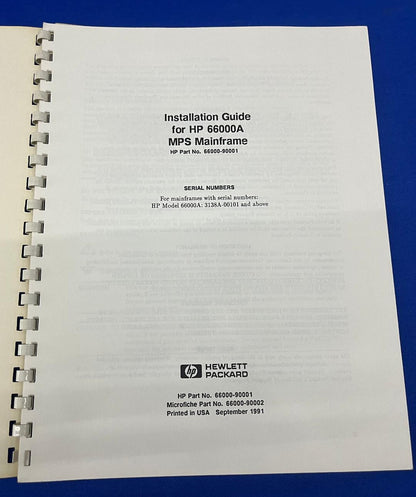 Installation Guide
for HP 66000A
MPS Mainframe
HP Part No. 66000-90001
SERIAL NUMBERS
For mainframes with serial numbers:
HP Model 66000A: 3138A-00101 and above
hp HEWLETT
PACKARD
HP Part No. 66000-90001
Microfiche Part No. 66000-90002
Printed in USA September 1991